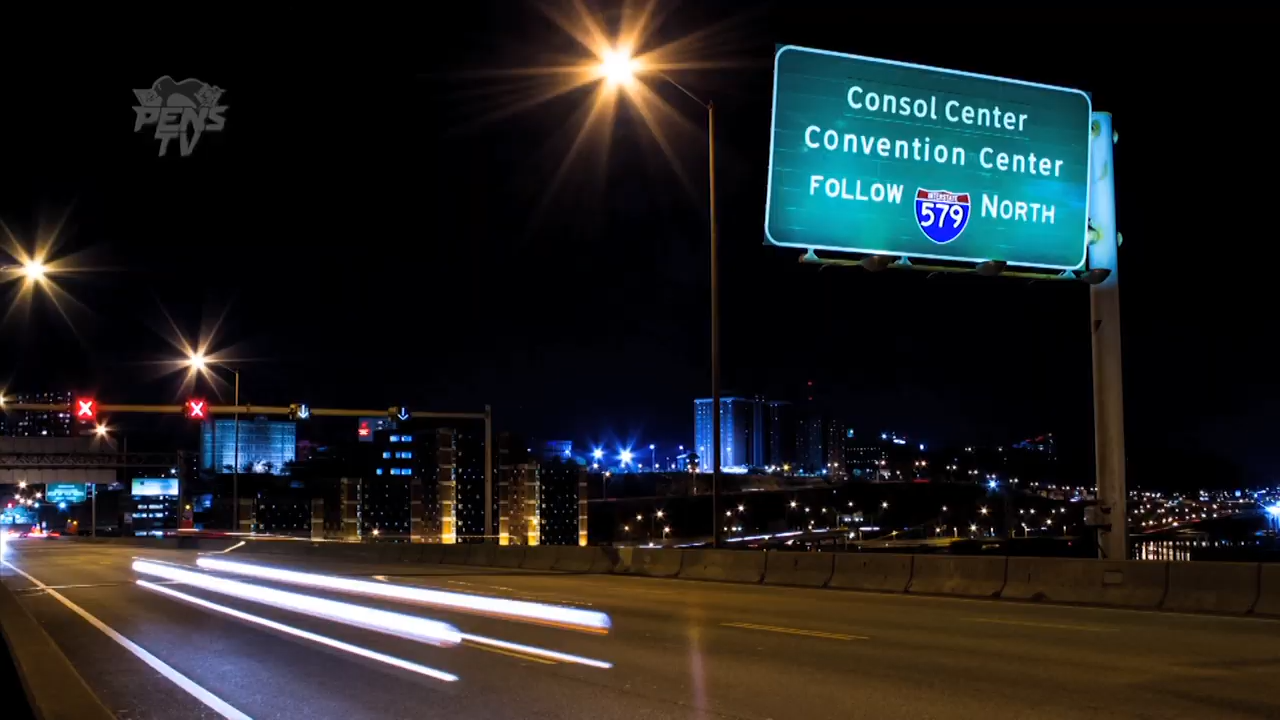 PENS
TV
Consol Center
Convention Center
FOLLOW INTERSTATE 579 NORTH